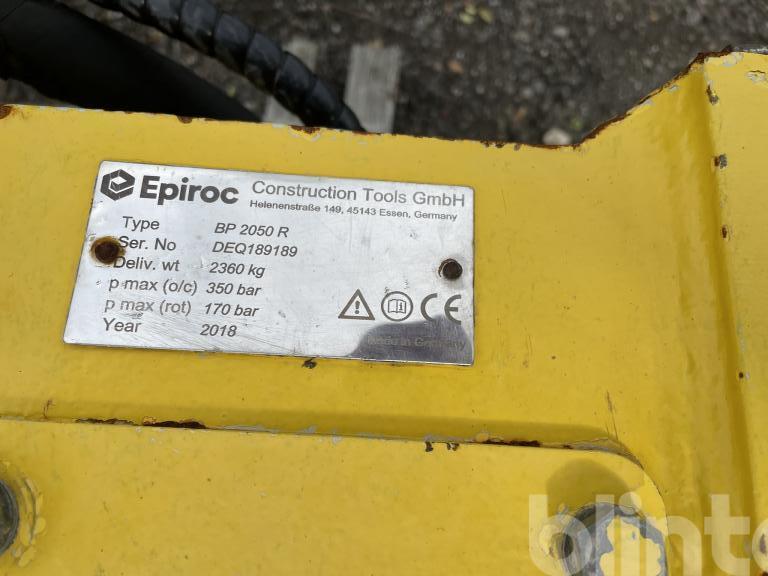 Epiroc Construction Tools GmbH
Helenenstraße 149, 45143 Essen, Germany
Type BP 2050 R
Ser. No DEQ189189
Deliv. wt 2360 kg
p max (o/c) 350 bar
p max (rot) 170 bar
Year 2018
CE
Made in Germany